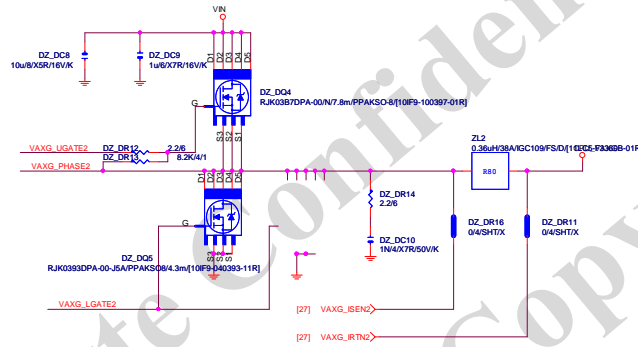 VIN
DZ_DC8
10u/8/X5R/16V/K
DZ_DC9
1u/6/X7R/16V/K
D1
D2
D3
D4
D5
DZ_DQ4
RJK03B7DPA-00/N/7.8m/PPAKSO-8/[10IF9-100397-01R]
G
S3
S2
S1
VAXG_UGATE2
DZ_DR12
2.2/6
DZ_DR13
8.2K/4/1
VAXG_PHASE2
ZL2
0.36uH/38A/IGC109/FS/D/
R80
D1
D2
D3
D4
D5
G
S3
S2
S1
DZ_DR14
2.2/6
DZ_DC10
1N/4/X7R/50V/K
DZ_DR16
0/4/SHT/X
DZ_DR11
0/4/SHT/X
DZ_DQ5
RJK0393DPA-00-J5A/PPAKSO8/4.3m/[10IF9-040393-11R]
VAXG_LGATE2
[27] VAXG_ISEN2
[27] VAXG_IRTN2